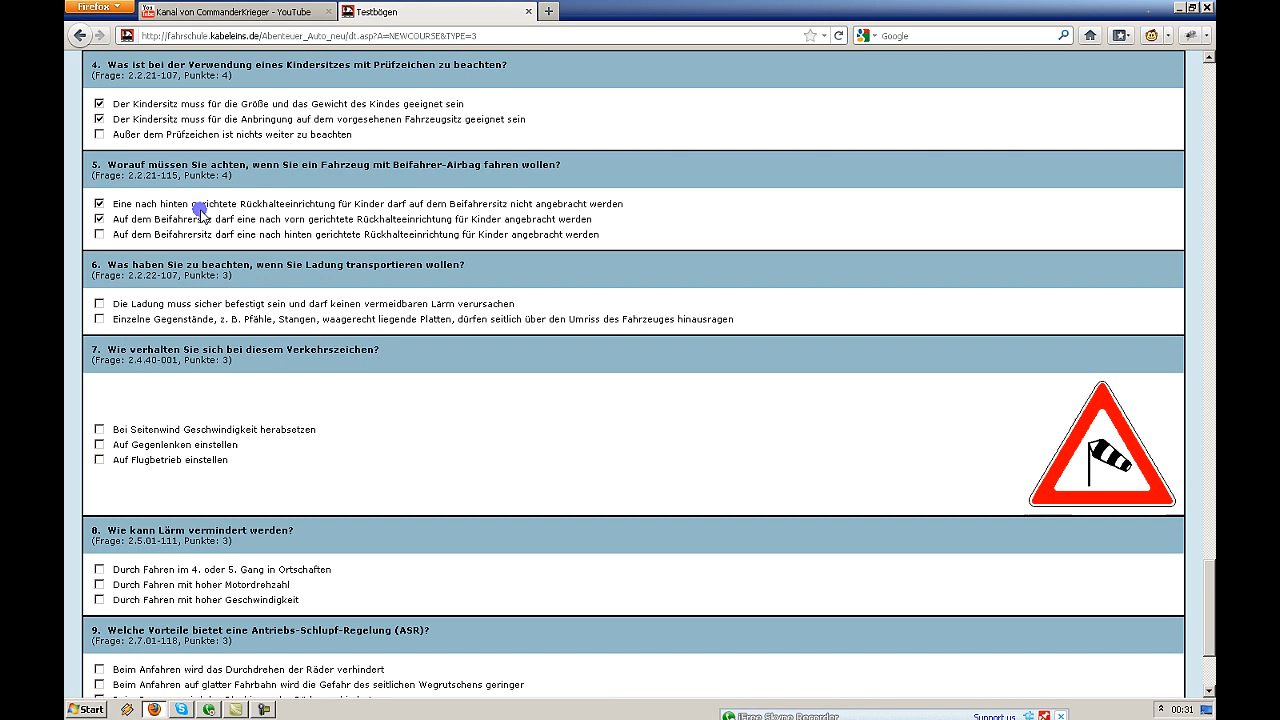 Firefox
Kanal von CommanderKrieger - YouTube
Testbögen
http://fahrschule.kabeleins.de/Abenteuer_Auto_neu/dt.asp?A=NEWCOURSE&TYPE=3
Google
4. Was ist bei der Verwendung eines Kindersitzes mit Prüfzeichen zu beachten?
(Frage: 2.2.21-107, Punkte: 4)
Der Kindersitz muss für die Größe und das Gewicht des Kindes geeignet sein
Der Kindersitz muss für die Anbringung auf dem vorgesehenen Fahrzeugsitz geeignet sein
Außer dem Prüfzeichen ist nichts weiter zu beachten
5. Worauf müssen Sie achten, wenn Sie ein Fahrzeug mit Beifahrer-Airbag fahren wollen?
(Frage: 2.2.21-115, Punkte: 4)
Eine nach hinten gerichtete Rückhalteeinrichtung für Kinder darf auf dem Beifahrersitz nicht angebracht werden
Auf dem Beifahrersitz darf eine nach vorn gerichtete Rückhalteeinrichtung für Kinder angebracht werden
Auf dem Beifahrersitz darf eine nach hinten gerichtete Rückhalteeinrichtung für Kinder angebracht werden
6. Was haben Sie zu beachten, wenn Sie Ladung transportieren wollen?
(Frage: 2.2.22-107, Punkte: 3)
Die Ladung muss sicher befestigt sein und darf keinen vermeidbaren Lärm verursachen
Einzelne Gegenstände, z. B. Pfähle, Stangen, waagerecht liegende Platten, dürfen seitlich über den Umriss des Fahrzeuges hinausragen
7. Wie verhalten Sie sich bei diesem Verkehrszeichen?
(Frage: 2.4.40-001, Punkte: 3)
Bei Seitenwind Geschwindigkeit herabsetzen
Auf Gegenlenken einstellen
Auf Flugbetrieb einstellen
8. Wie kann Lärm vermindert werden?
(Frage: 2.5.01-111, Punkte: 3)
Durch Fahren im 4. oder 5. Gang in Ortschaften
Durch Fahren mit hoher Motordrehzahl
Durch Fahren mit hoher Geschwindigkeit
9. Welche Vorteile bietet eine Antriebs-Schlupf-Regelung (ASR)?
(Frage: 2.7.01-118, Punkte: 3)
Beim Anfahren wird das Durchdrehen der Räder verhindert
Beim Anfahren auf glatter Fahrbahn wird die Gefahr des seitlichen Wegrutschens geringer
Start
iFree Skype Recorder
Support us
00:31